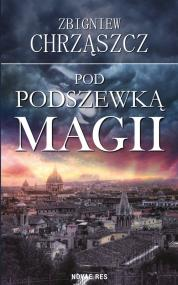 ZBIGNIEW
CHRZĄSZCZ
POD
PODSZEWKĄ
MAGII
NOVAE RES